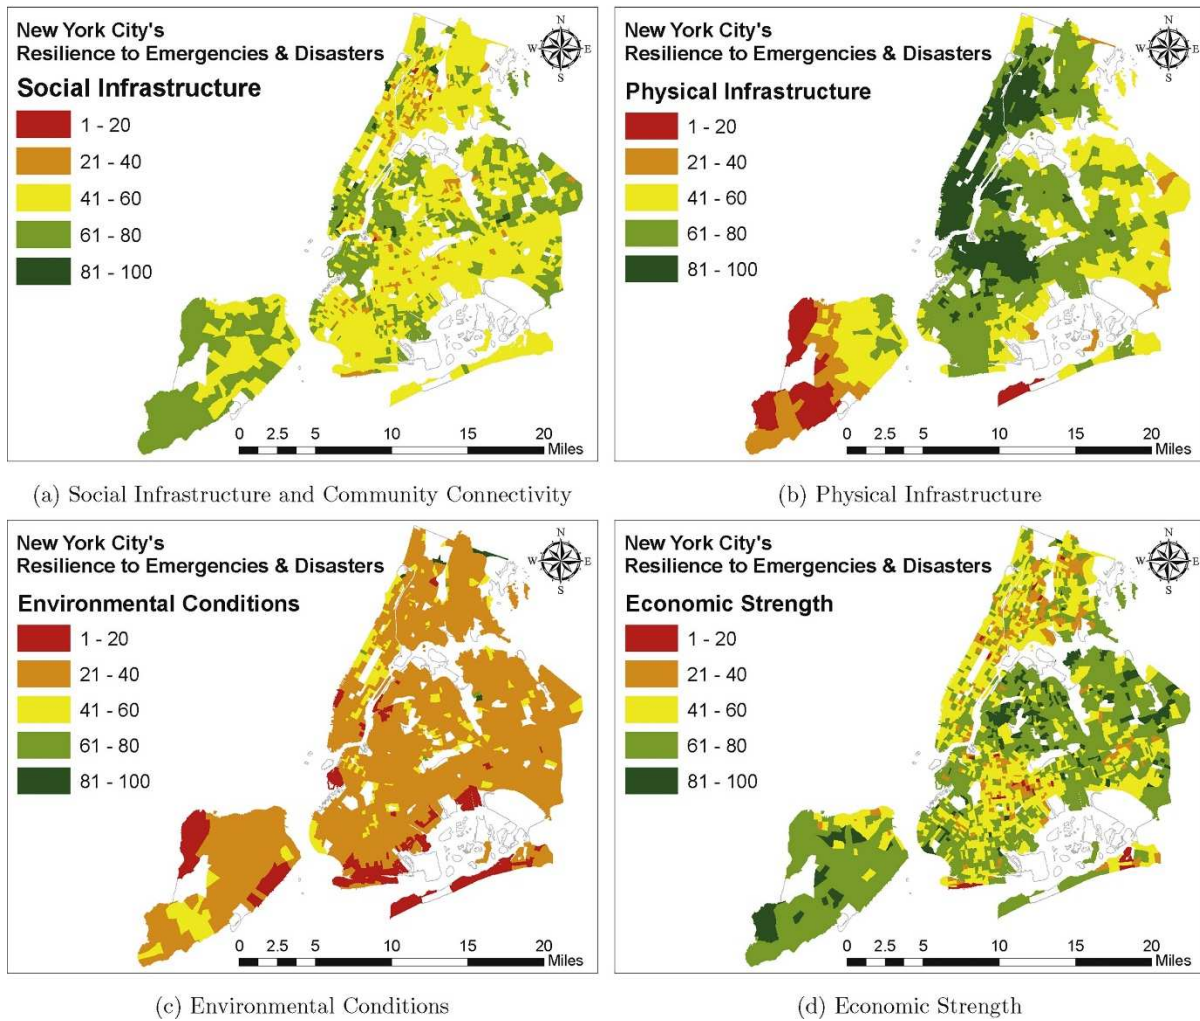 New York City's
Resilience to Emergencies & Disasters
Social Infrastructure
1 - 20
21 - 40
41 - 60
61 - 80
81 - 100
N
W E
S
0 2.5 5 10 15 20
Miles
(a) Social Infrastructure and Community Connectivity
New York City's
Resilience to Emergencies & Disasters
Physical Infrastructure
1 - 20
21 - 40
41 - 60
61 - 80
81 - 100
N
W E
S
0 2.5 5 10 15 20
Miles
(b) Physical Infrastructure
New York City's
Resilience to Emergencies & Disasters
Environmental Conditions
1 - 20
21 - 40
41 - 60
61 - 80
81 - 100
N
W E
S
0 2.5 5 10 15 20
Miles
(c) Environmental Conditions
New York City's
Resilience to Emergencies & Disasters
Economic Strength
1 - 20
21 - 40
41 - 60
61 - 80
81 - 100
N
W E
S
0 2.5 5 10 15 20
Miles
(d) Economic Strength